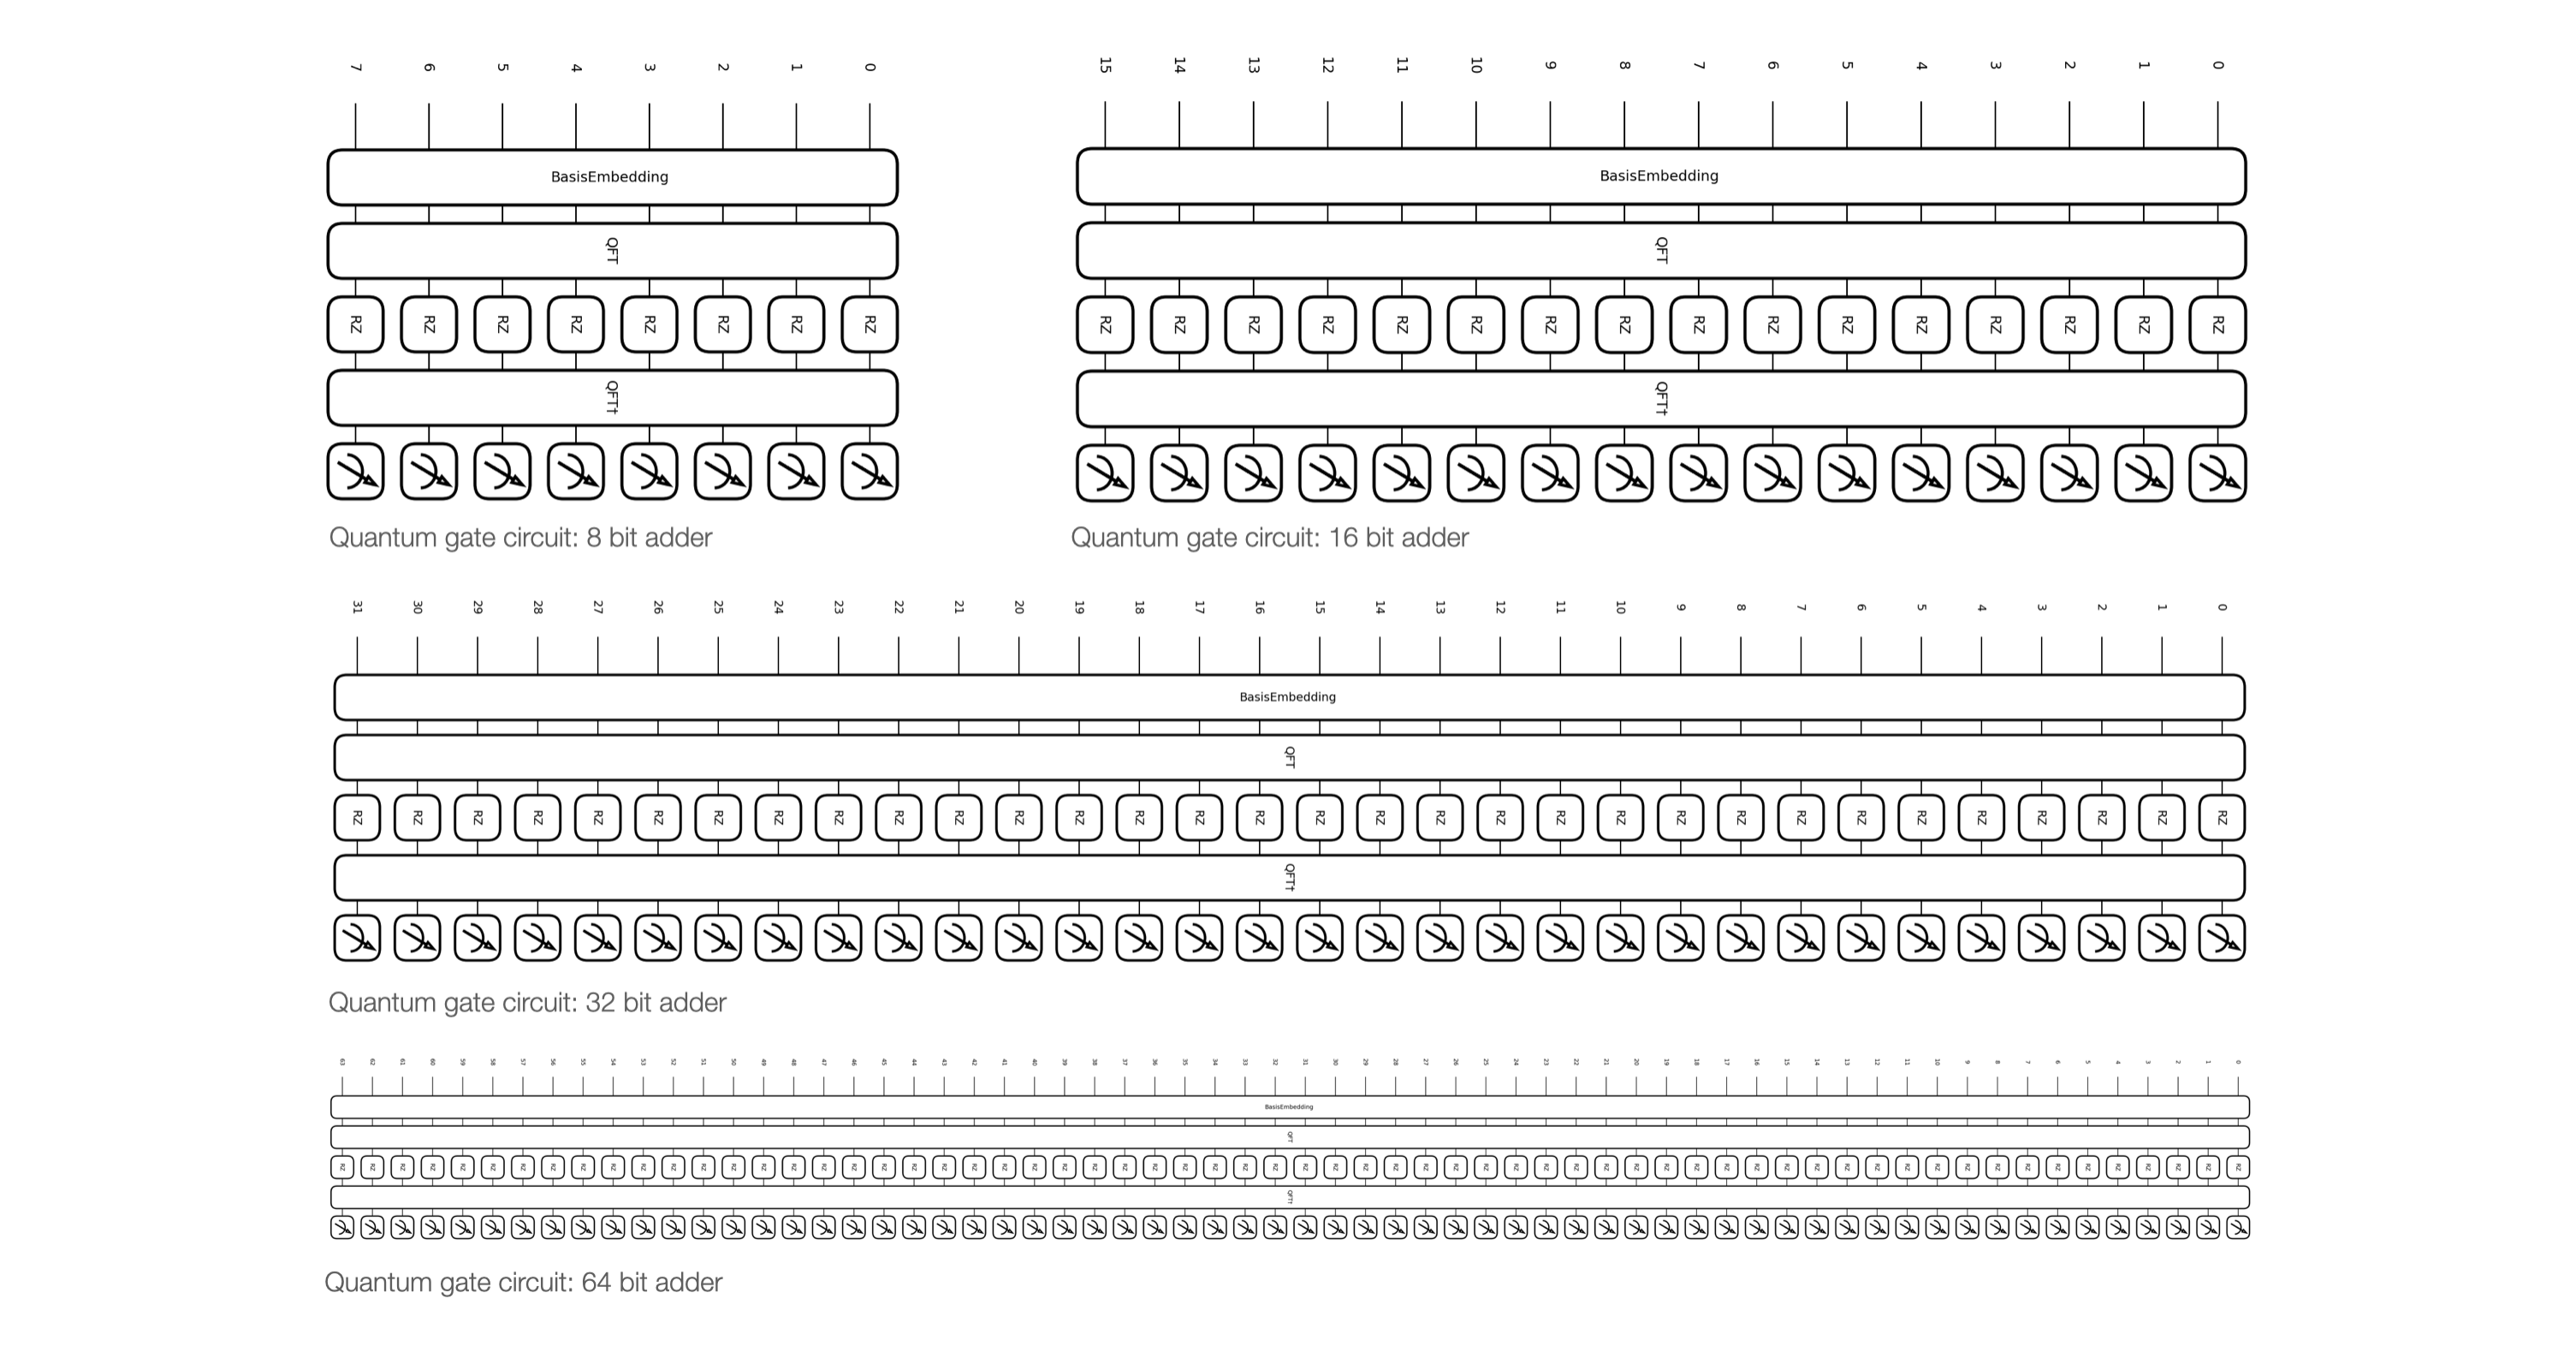 7 6 5 4 3 2 1 0
BasisEmbedding
QFT
RZ RZ RZ RZ RZ RZ RZ RZ
QFT†
Quantum gate circuit: 8 bit adder
15 14 13 12 11 10 9 8 7 6 5 4 3 2 1 0
BasisEmbedding
QFT
RZ RZ RZ RZ RZ RZ RZ RZ RZ RZ RZ RZ RZ RZ RZ RZ
QFT†
Quantum gate circuit: 16 bit adder
31 30 29 28 27 26 25 24 23 22 21 20 19 18 17 16 15 14 13 12 11 10 9 8 7 6 5 4 3 2 1 0
BasisEmbedding
QFT
RZ RZ RZ RZ RZ RZ RZ RZ RZ RZ RZ RZ RZ RZ RZ RZ RZ RZ RZ RZ RZ RZ RZ RZ RZ RZ RZ RZ RZ RZ RZ RZ
QFT†
Quantum gate circuit: 32 bit adder
63 62 61 60 59 58 57 56 55 54 53 52 51 50 49 48 47 46 45 44 43 42 41 40 39 38 37 36 35 34 33 32 31 30 29 28 27 26 25 24 23 22 21 20 19 18 17 16 15 14 13 12 11 10 9 8 7 6 5 4 3 2 1 0
BasisEmbedding
QFT
RZ RZ RZ RZ RZ RZ RZ RZ RZ RZ RZ RZ RZ RZ RZ RZ RZ RZ RZ RZ RZ RZ RZ RZ RZ RZ RZ RZ RZ RZ RZ RZ RZ RZ RZ RZ RZ RZ RZ RZ RZ RZ RZ RZ RZ RZ RZ RZ RZ RZ RZ RZ RZ RZ RZ RZ RZ RZ RZ RZ RZ RZ RZ RZ
QFT†
Quantum gate circuit: 64 bit adder